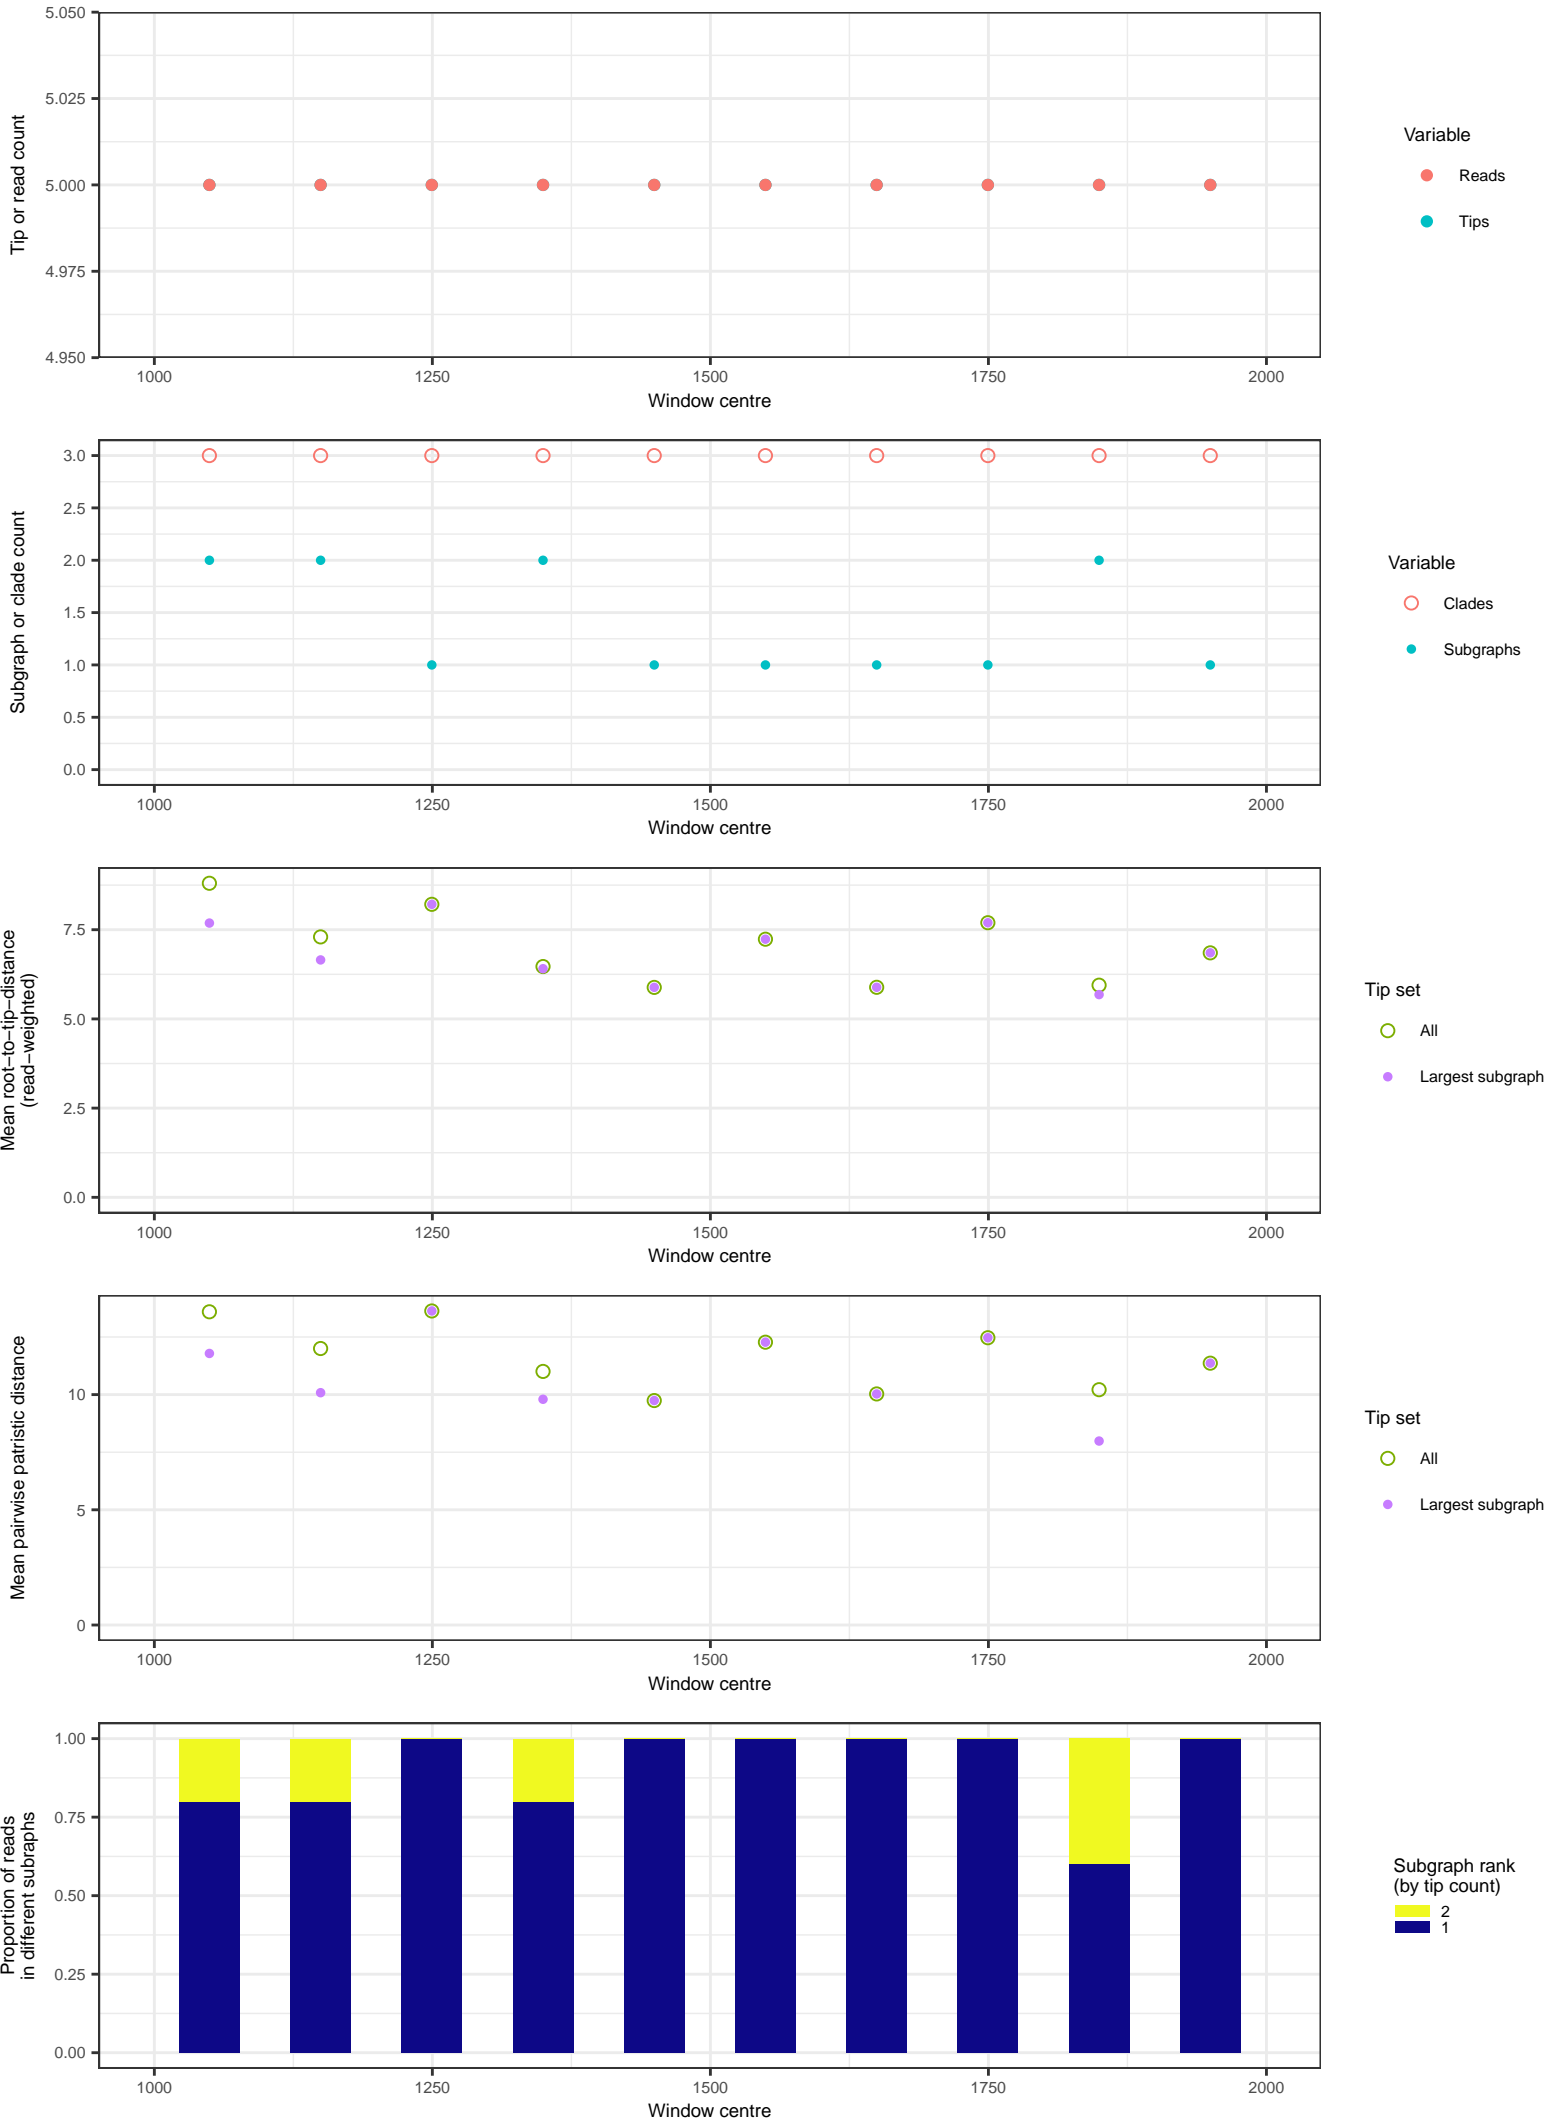 5.050
5.025
5.000
4.975
4.950
Tip or read count
1000 1250 1500 1750 2000
Window centre
Variable
Reads
Tips
3.0
2.5
2.0
1.5
1.0
0.5
0.0
Subgraph or clade count
1000 1250 1500 1750 2000
Window centre
Variable
Clades
Subgraphs
7.5
5.0
2.5
0.0
Mean root−to−tip−distance
(read−weighted)
1000 1250 1500 1750 2000
Window centre
Tip set
All
Largest subgraph
10
5
0
Mean pairwise patristic distance
1000 1250 1500 1750 2000
Window centre
Tip set
All
Largest subgraph
1.00
0.75
0.50
0.25
0.00
Proportion of reads
in different subraphs
1000 1250 1500 1750 2000
Window centre
Subgraph rank
(by tip count)
2
1